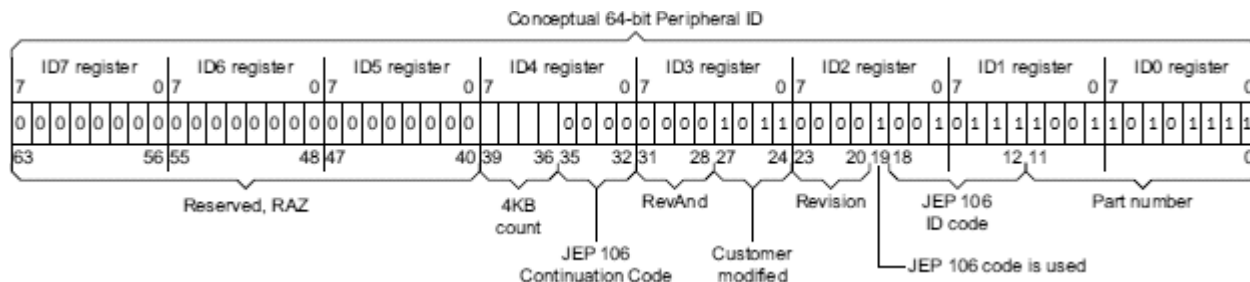 Conceptual 64-bit Peripheral ID
ID7 register ID6 register ID5 register ID4 register ID3 register ID2 register ID1 register ID0 register
7 0 7 0 7 0 7 0 7 0 7 0 7 0 7 0
0 0 0 0 0 0 0 0 0 0 0 0 0 0 0 0 0 0 0 0 0 0 0 0 0 0 0 0 0 0 0 0 1 0 1 1 0 0 0 0 1 0 0 1 0 1 1 1 1 0 0 1 1 0 1 0 1 1 1 1
63 56 55 48 47 40 39 36 35 32 31 28 27 24 23 20 19 18 12 11 0
Reserved, RAZ
4KB
count
JEP 106
Continuation Code
RevAnd
Customer
modified
Revision
JEP 106 code is used
JEP 106
ID code
Part number